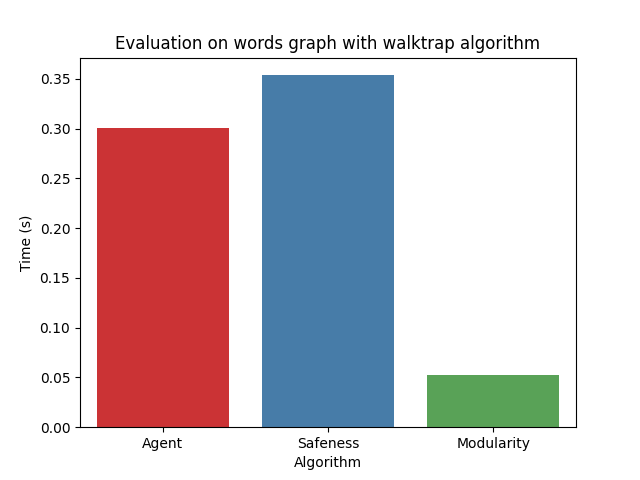 Evaluation on words graph with walktrap algorithm
0.35
0.30
0.25
0.20
0.15
0.10
0.05
0.00
Time (s)
Agent Safeness Modularity
Algorithm